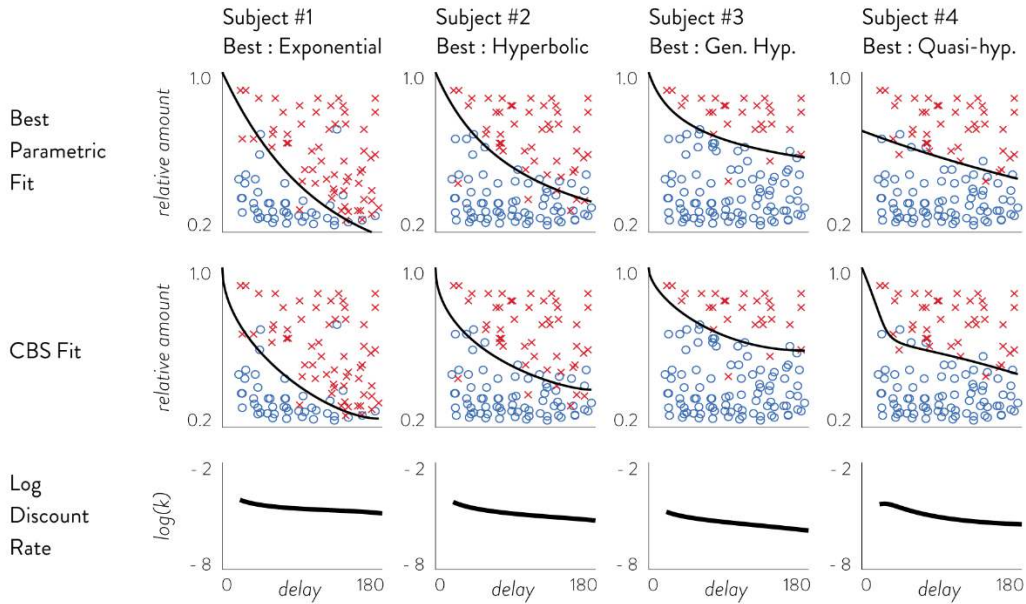 Subject #1
Best : Exponential
Subject #2
Best : Hyperbolic
Subject #3
Best : Gen. Hyp.
Subject #4
Best : Quasi-hyp.
Best
Parametric
Fit
relative amount
1.0
0.2
1.0
0.2
1.0
0.2
1.0
0.2
CBS Fit
relative amount
1.0
0.2
1.0
0.2
1.0
0.2
1.0
0.2
Log
Discount
Rate
log(k)
- 2
- 8
- 2
- 8
- 2
- 8
- 2
- 8
0 delay 180
0 delay 180
0 delay 180
0 delay 180